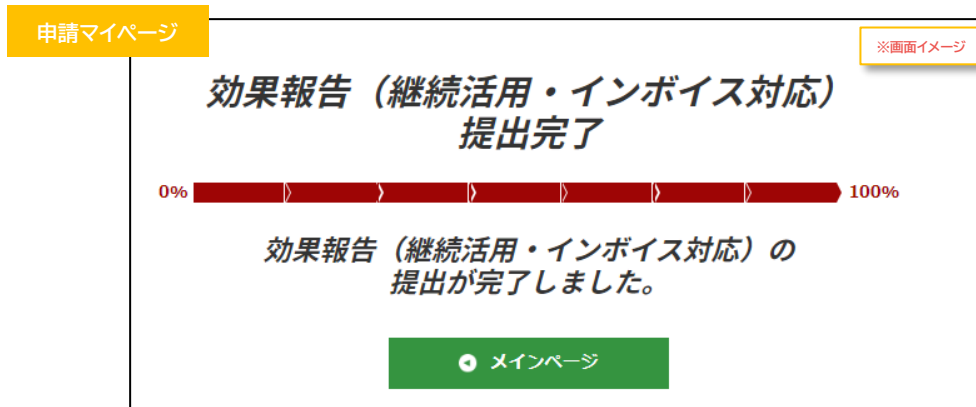 申請マイページ
※画面イメージ
効果報告（継続活用・インボイス対応）
提出完了
0%
100%
効果報告（継続活用・インボイス対応）の
提出が完了しました。
メインページ